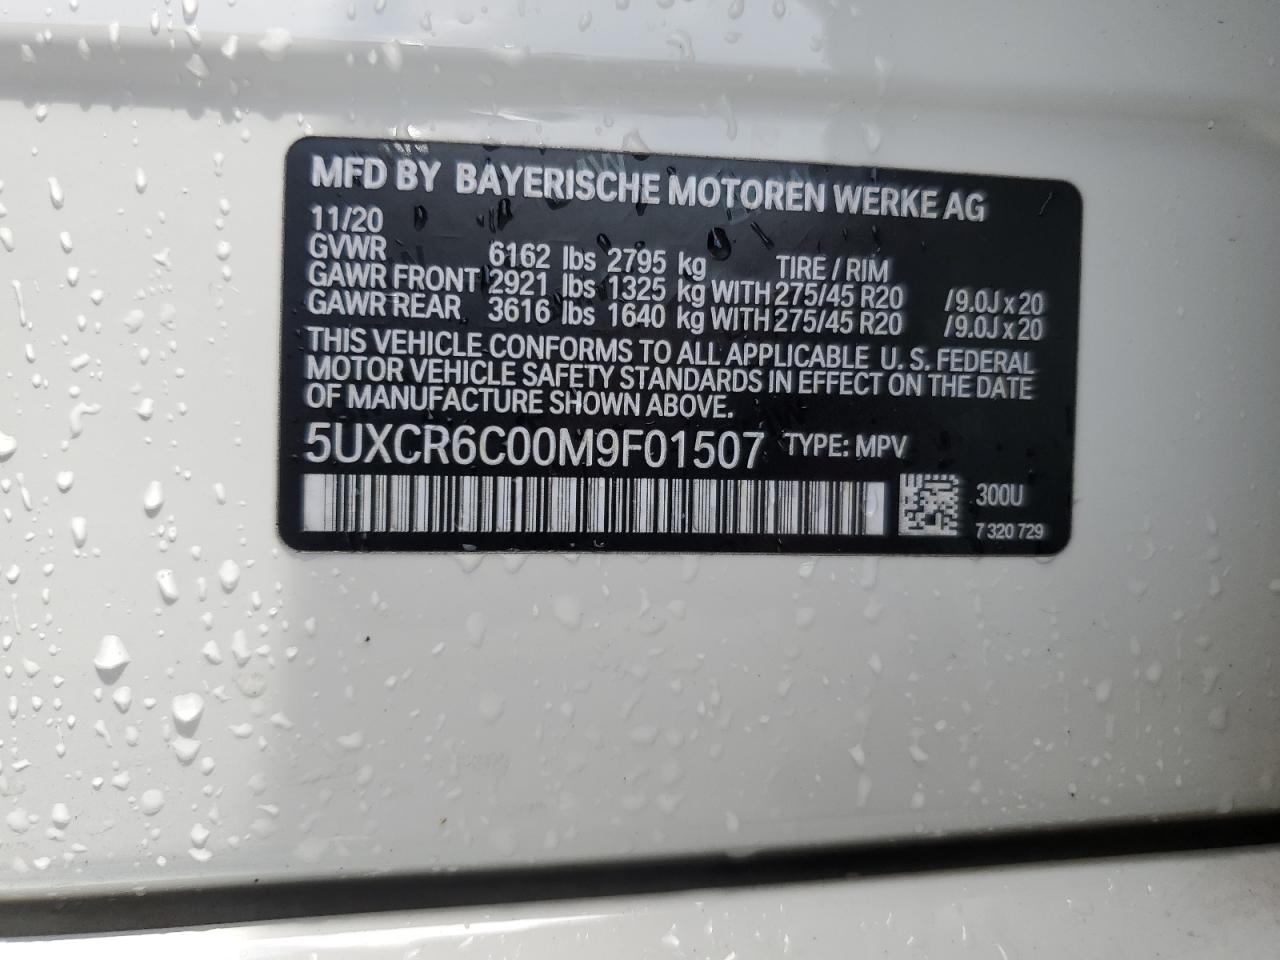 MFD BY BAYERISCHE MOTOREN WERKE AG
11/20
GVWR 6162 lbs 2795 kg TIRE / RIM
GAWR FRONT 2921 lbs 1325 kg WITH 275/45 R20 /9.0J x 20
GAWR REAR 3616 lbs 1640 kg WITH 275/45 R20 /9.0J x 20
THIS VEHICLE CONFORMS TO ALL APPLICABLE U. S. FEDERAL
MOTOR VEHICLE SAFETY STANDARDS IN EFFECT ON THE DATE
OF MANUFACTURE SHOWN ABOVE.
5UXCR6C00M9F01507 TYPE: MPV
300U
7 320 729